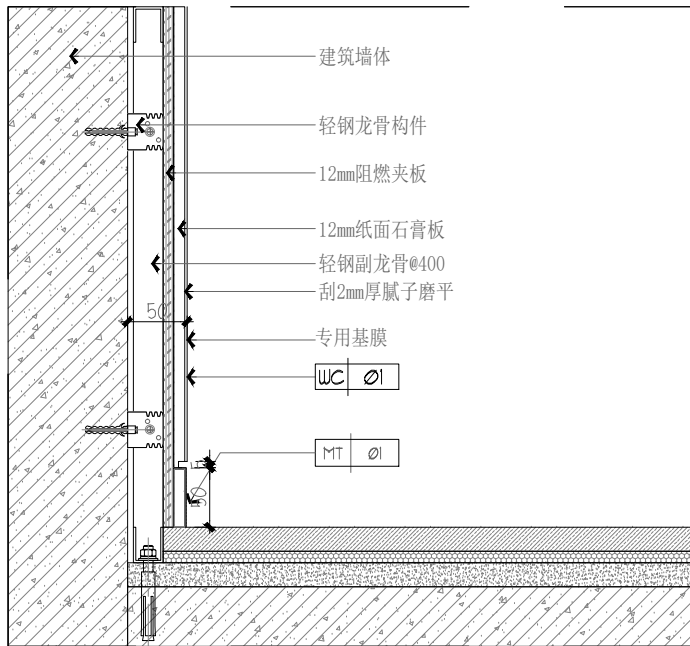 建筑墙体
轻钢龙骨构件
12mm阻燃夹板
12mm纸面石膏板
轻钢副龙骨@400
刮2mm厚腻子磨平
50
专用基膜
WC Ø1
MT Ø1
50